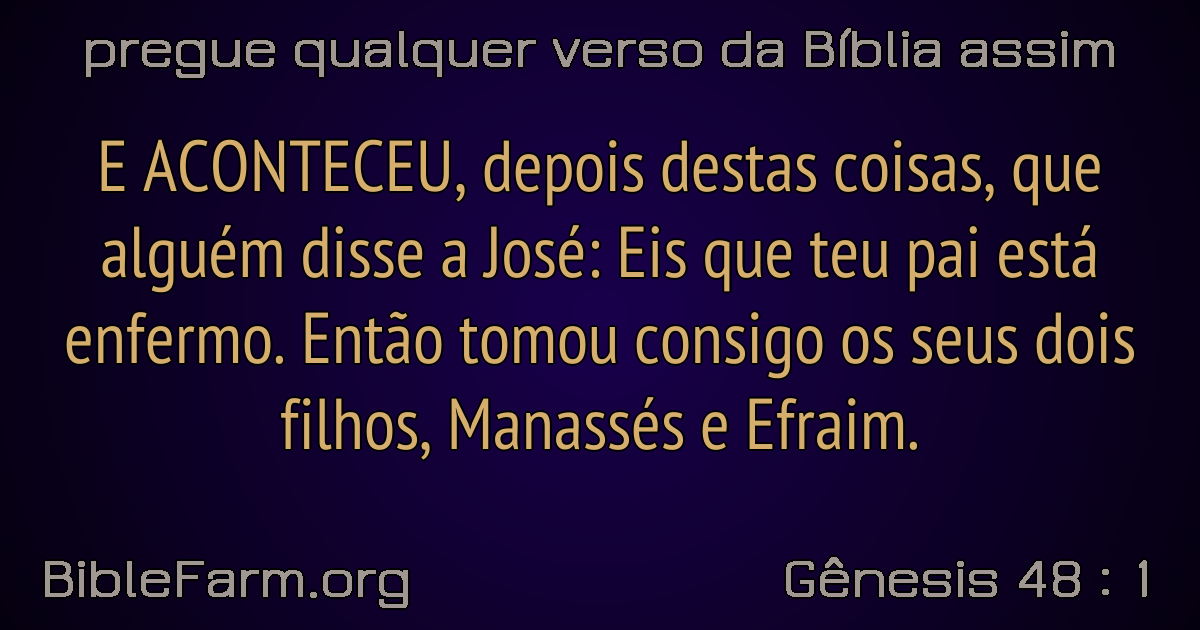 pregue qualquer verso da Bíblia assim
E ACONTECEU, depois destas coisas, que
alguém disse a José: Eis que teu pai está
enfermo. Então tomou consigo os seus dois
filhos, Manassés e Efraim.
BibleFarm.org
Gênesis 48 : 1